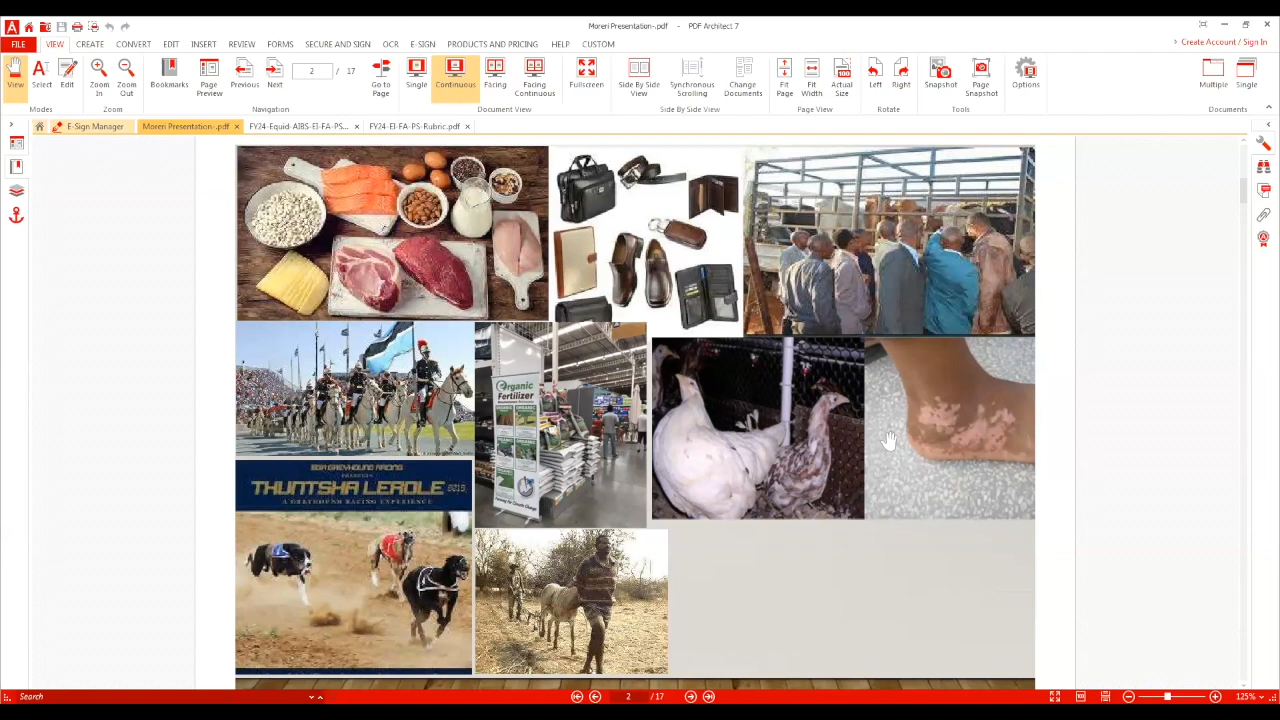 Moreri Presentation-.pdf - PDF Architect 7
FILE VIEW CREATE CONVERT EDIT INSERT REVIEW FORMS SECURE AND SIGN OCR E-SIGN PRODUCTS AND PRICING HELP CUSTOM
Create Account / Sign In
View Select Edit Zoom In Zoom Out Bookmarks Page Preview Previous Next 2 / 17 Go to Page Single Continuous Facing Facing Continuous Fullscreen Side By Side View Synchronous Scrolling Change Documents Fit Page Fit Width Actual Size Left Right Snapshot Page Snapshot Options Multiple Single
Modes Zoom Navigation Document View Side By Side View Page View Rotate Tools Documents
E-Sign Manager Moreri Presentation-.pdf FY24-Equid-AIBS-EI-FA-PS... FY24-EI-FA-PS-Rubric.pdf
Organic
Fertilizer
THUNTSHA LEROLE
A GREYHOUND RACING EXPERIENCE
Search 2 / 17 125%